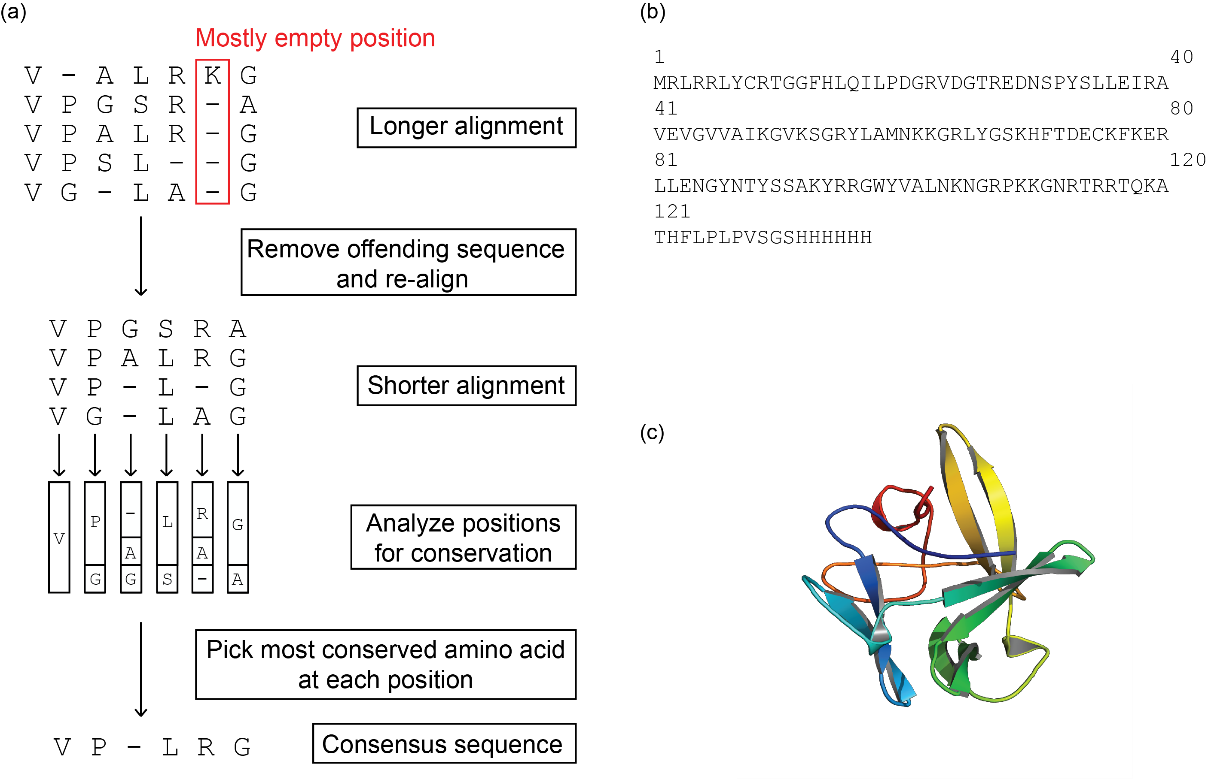 (a)
Mostly empty position
V - A L R K G
V P G S R - A
V P A L R - G
V P S L - - G
V G - L A - G
Longer alignment
Remove offending sequence
and re-align
V P G S R A
V P A L R G
V P - L - G
V G - L A G
Shorter alignment
V P - L R G
A A
G G S - A
Analyze positions
for conservation
Pick most conserved amino acid
at each position
V P - L R G
Consensus sequence
(b)
1 40
MRLRRLYCRTGGFHLQILPDGRVDGTREDNSPYSLLEIRA
41 80
VEVGVVAIKGVKSGRYLAMNKKGRLYGSKHFTDECKFKER
81 120
LLENGYNTYSSAKYRRGWYVALNKNGRPKKGNRTRRTQKA
121
THFLPLPVSGSHHHHHH
(c)